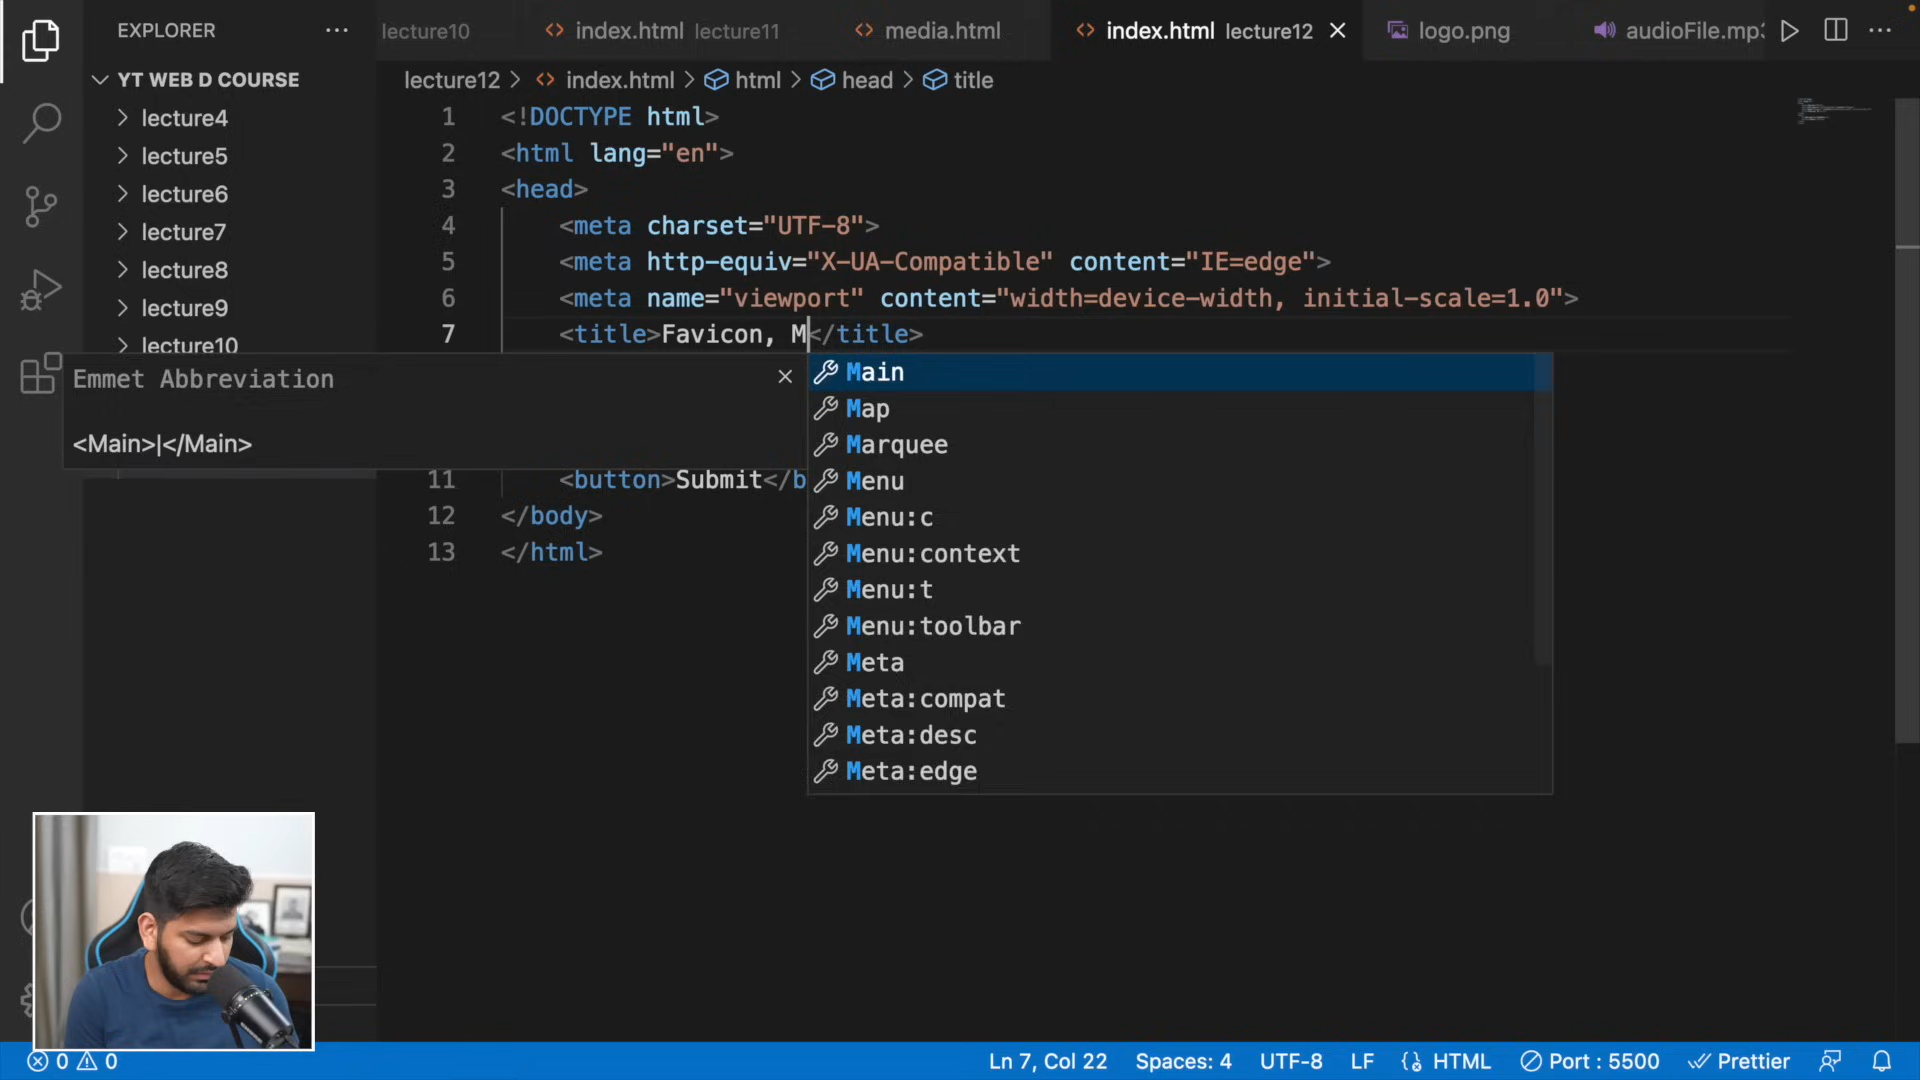 EXPLORER
lecture10
index.html lecture11
media.html
index.html lecture12
logo.png
audioFile.mp3
YT WEB D COURSE
lecture12 > index.html > html > head > title
lecture4
lecture5
lecture6
lecture7
lecture8
lecture9
lecture10
1 <!DOCTYPE html>
2 <html lang="en">
3 <head>
4 <meta charset="UTF-8">
5 <meta http-equiv="X-UA-Compatible" content="IE=edge">
6 <meta name="viewport" content="width=device-width, initial-scale=1.0">
7 <title>Favicon, M</title>
Emmet Abbreviation
<Main>|</Main>
Main
Map
Marquee
Menu
Menu:c
Menu:context
Menu:t
Menu:toolbar
Meta
Meta:compat
Meta:desc
Meta:edge
11 <button>Submit</b
12 </body>
13 </html>
0 0
Ln 7, Col 22
Spaces: 4
UTF-8
LF
HTML
Port : 5500
Prettier